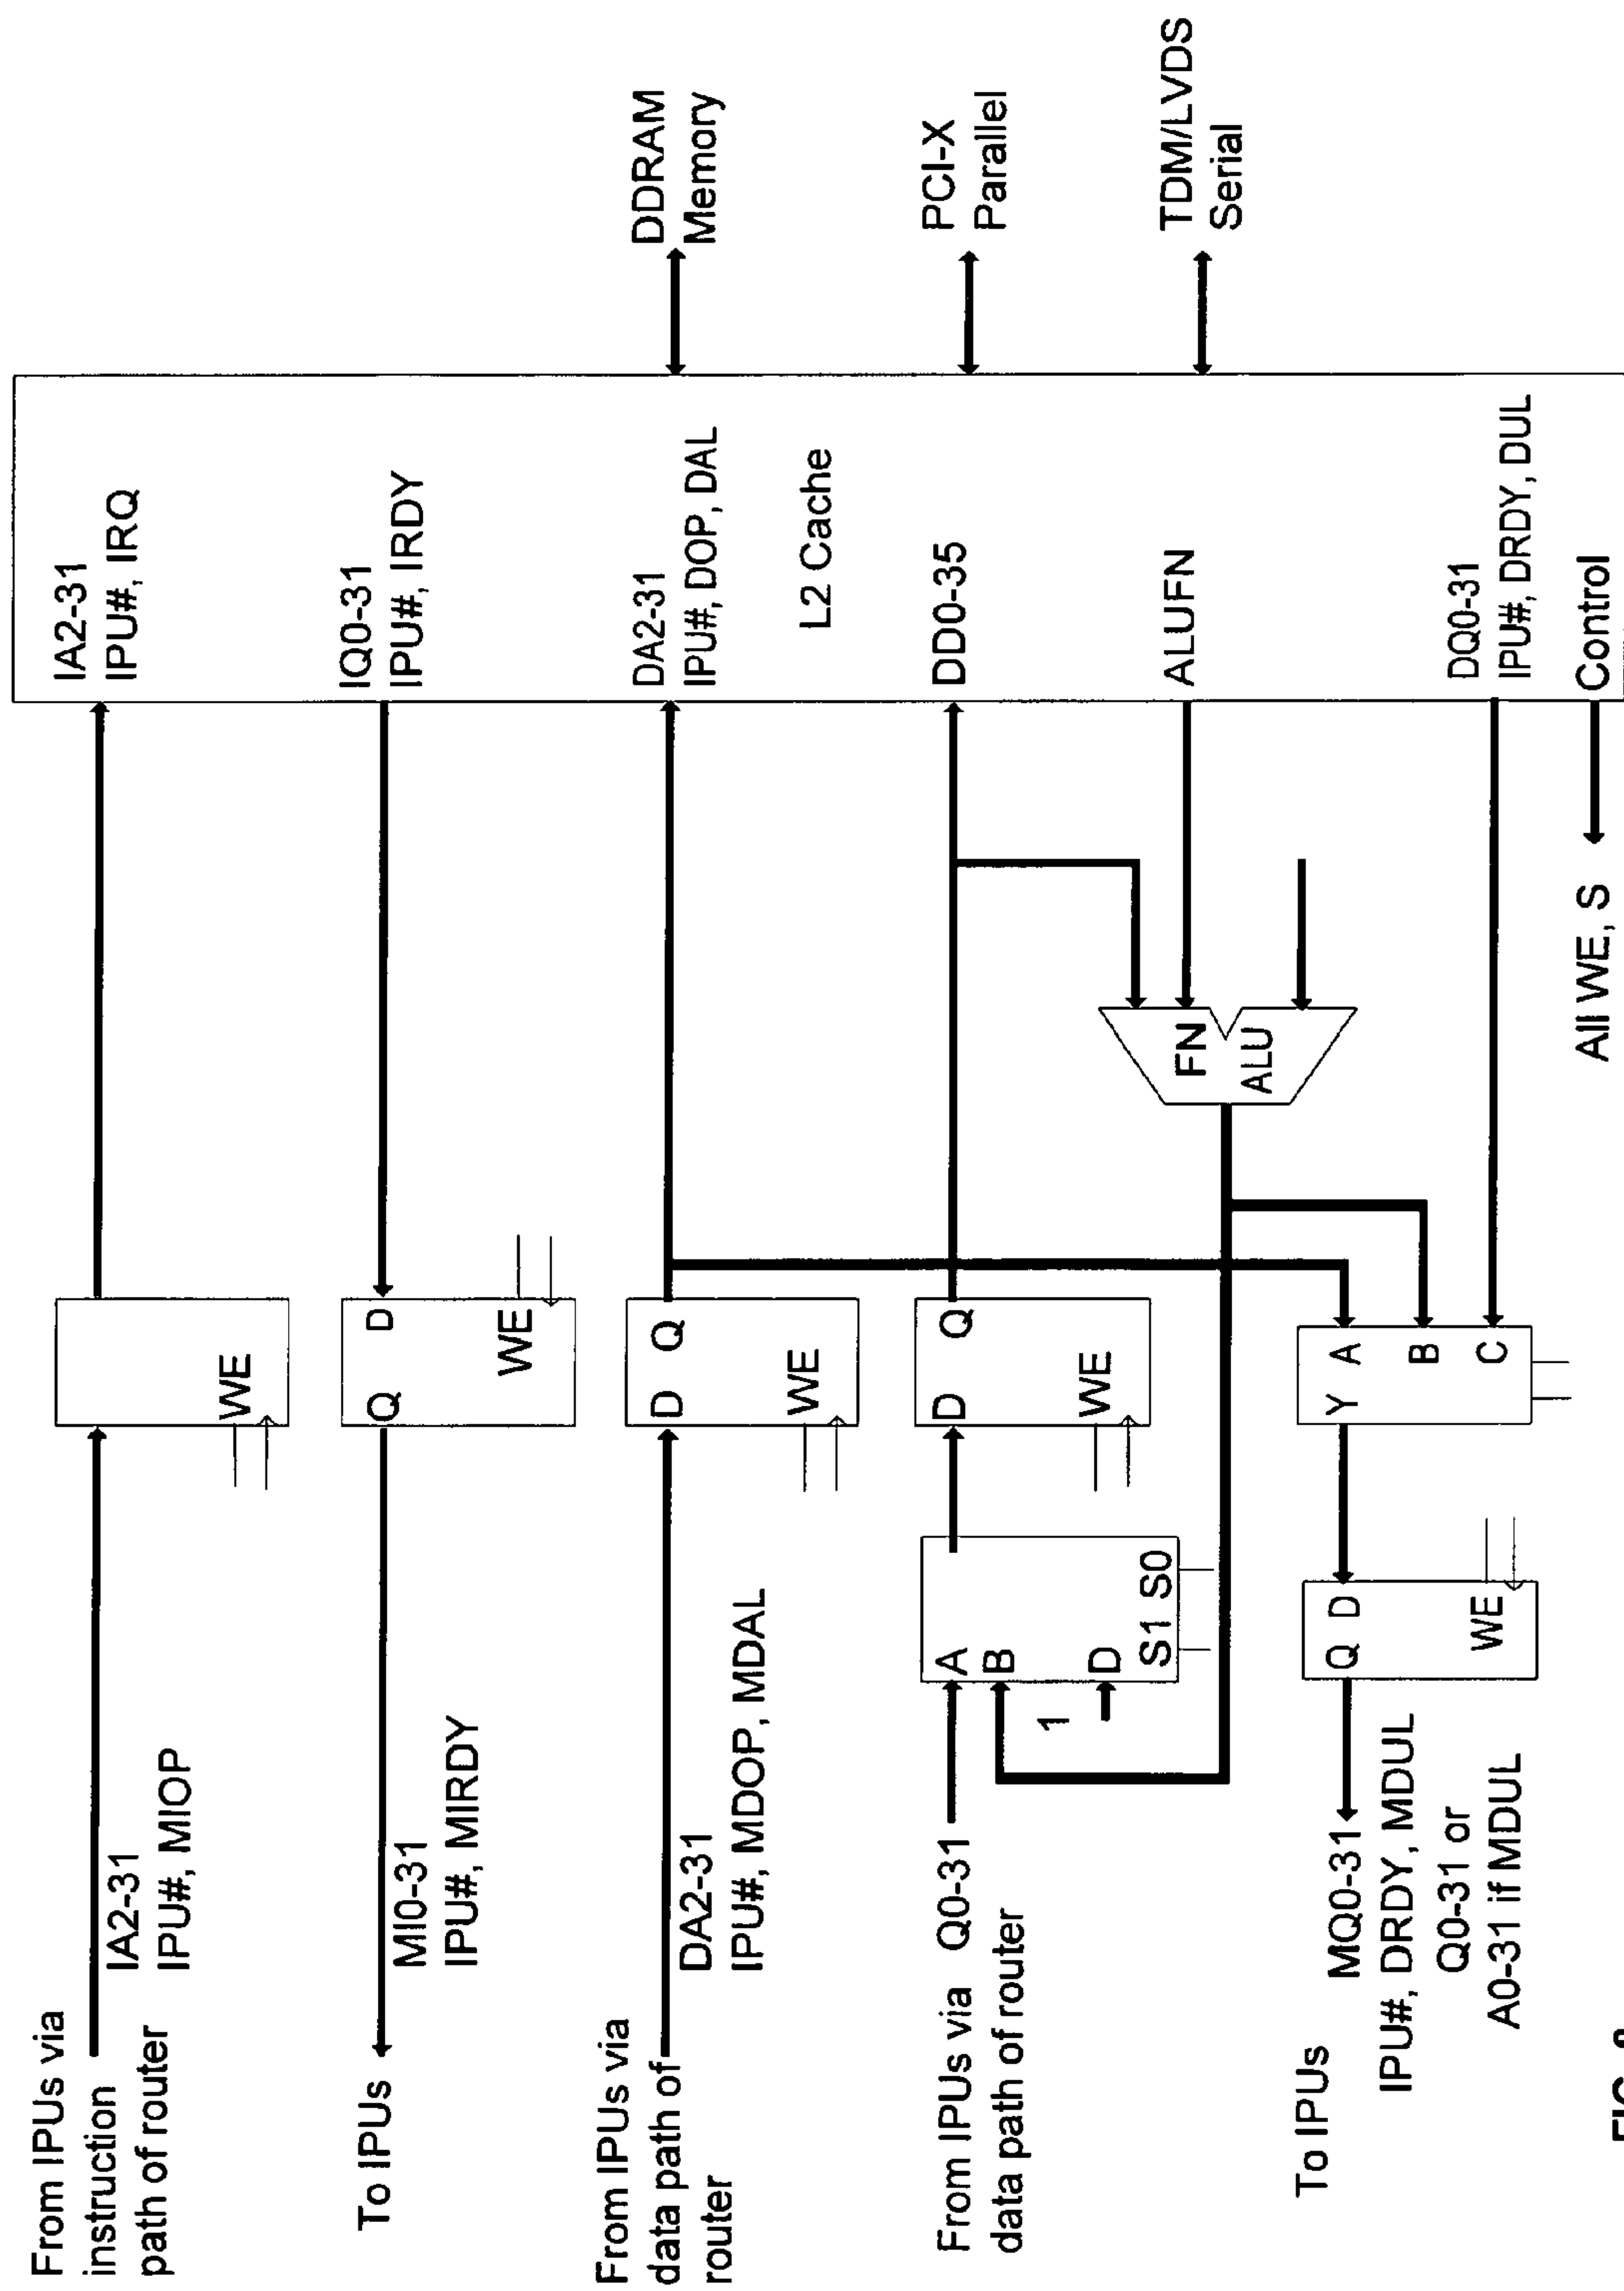 From IPUs via
instruction
path of router
IA2-31
IPU#, MIOP
WE
IA2-31
IPU#, IRQ
To IPUs
MI0-31
IPU#, MIRDY
Q D
WE
IQ0-31
IPU#, IRDY
From IPUs via
data path of
router
DA2-31
IPU#, MDOP, MDAL
D Q
WE
DA2-31
IPU#, DOP, DAL
DDRAM
Memory
L2 Cache
From IPUs via
data path of router
Q0-31
A
B
1
D
S1 S0
D Q
WE
DD0-35
PCI-X
Parallel
FN
ALU
ALUFN
TDM/LVDS
Serial
To IPUs
MQ0-31
IPU#, DRDY, MDUL
Q0-31 or
A0-31 if MDUL
Q D
WE
Y A
B
C
DQ0-31
IPU#, DRDY, DUL
All WE, S
Control